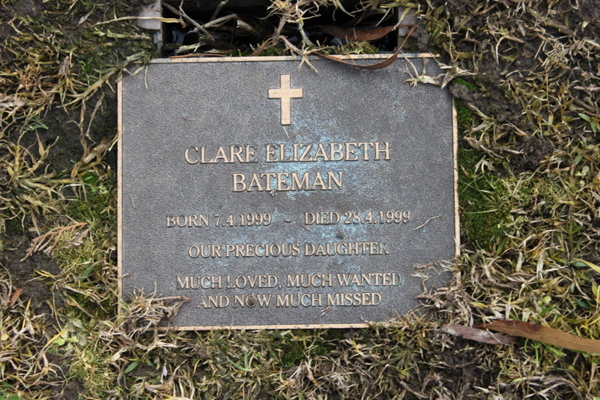 CLARE ELIZABETH
BATEMAN
BORN 7.4.1999 - DIED 28.4.1999
OUR PRECIOUS DAUGHTER
MUCH LOVED, MUCH WANTED
AND NOW MUCH MISSED